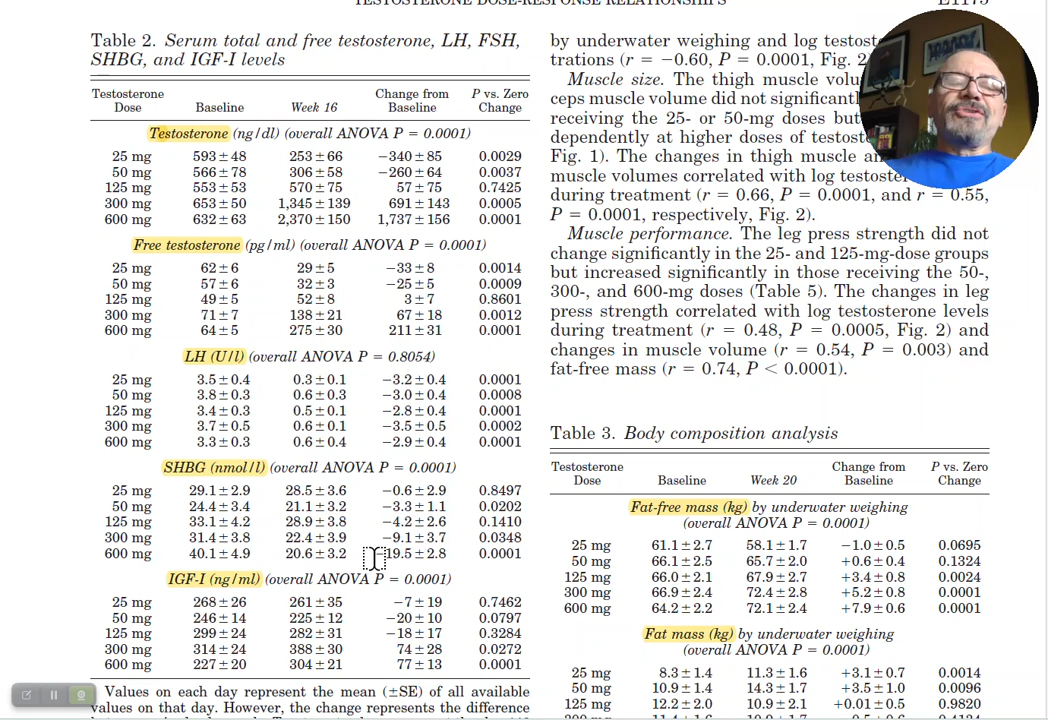 TESTOSTERONE DOSE-RESPONSE RELATIONSHIPS
E1175
Table 2. Serum total and free testosterone, LH, FSH,
SHBG, and IGF-I levels
Testosterone Dose Baseline Week 16 Change from Baseline P vs. Zero Change
Testosterone (ng/dl) (overall ANOVA P = 0.0001)
25 mg 593±48 253±66 −340±85 0.0029
50 mg 566±78 306±58 −260±64 0.0037
125 mg 553±53 570±75 57±75 0.7425
300 mg 653±50 1,345±139 691±143 0.0005
600 mg 632±63 2,370±150 1,737±156 0.0001
Free testosterone (pg/ml) (overall ANOVA P = 0.0001)
25 mg 62±6 29±5 −33±8 0.0014
50 mg 57±6 32±3 −25±5 0.0009
125 mg 49±5 52±8 3±7 0.8601
300 mg 71±7 138±21 67±18 0.0012
600 mg 64±5 275±30 211±31 0.0001
LH (U/l) (overall ANOVA P = 0.8054)
25 mg 3.5±0.4 0.3±0.1 −3.2±0.4 0.0001
50 mg 3.8±0.3 0.6±0.3 −3.0±0.4 0.0008
125 mg 3.4±0.3 0.5±0.1 −2.8±0.4 0.0001
300 mg 3.7±0.5 0.6±0.1 −3.5±0.5 0.0002
600 mg 3.3±0.3 0.6±0.4 −2.9±0.4 0.0001
SHBG (nmol/l) (overall ANOVA P = 0.0001)
25 mg 29.1±2.9 28.5±3.6 −0.6±2.9 0.8497
50 mg 24.4±3.4 21.1±3.2 −3.3±1.1 0.0202
125 mg 33.1±4.2 28.9±3.8 −4.2±2.6 0.1410
300 mg 31.4±3.8 22.4±3.9 −9.1±3.7 0.0348
600 mg 40.1±4.9 20.6±3.2 −19.5±2.8 0.0001
IGF-I (ng/ml) (overall ANOVA P = 0.0001)
25 mg 268±26 261±35 −7±19 0.7462
50 mg 246±14 225±12 −20±10 0.0797
125 mg 299±24 282±31 −18±17 0.3284
300 mg 314±24 388±30 74±28 0.0272
600 mg 227±20 304±21 77±13 0.0001
Values on each day represent the mean (±SE) of all available
values on that day. However, the change represents the difference
by underwater weighing and log
trations (r = −0.60, P = 0.0001, Fig. 2
Muscle size. The thigh muscle
ceps muscle volume did not
receiving the 25- or 50-mg doses
dependently at higher doses of
Fig. 1). The changes in thigh muscle
muscle volumes correlated with log
during treatment (r = 0.66, P = 0.0001, and r = 0.55,
P = 0.0001, respectively, Fig. 2).
Muscle performance. The leg press strength did not
change significantly in the 25- and 125-mg-dose groups
but increased significantly in those receiving the 50-,
300-, and 600-mg doses (Table 5). The changes in leg
press strength correlated with log testosterone levels
during treatment (r = 0.48, P = 0.0005, Fig. 2) and
changes in muscle volume (r = 0.54, P = 0.003) and
fat-free mass (r = 0.74, P < 0.0001).
Table 3. Body composition analysis
Testosterone Dose Baseline Week 20 Change from Baseline P vs. Zero Change
Fat-free mass (kg) by underwater weighing
(overall ANOVA P = 0.0001)
25 mg 61.1±2.7 58.1±1.7 −1.0±0.5 0.0695
50 mg 66.1±2.5 65.7±2.0 +0.6±0.4 0.1324
125 mg 66.0±2.1 67.9±2.7 +3.4±0.8 0.0024
300 mg 66.9±2.4 72.4±2.8 +5.2±0.8 0.0001
600 mg 64.2±2.2 72.1±2.4 +7.9±0.6 0.0001
Fat mass (kg) by underwater weighing
(overall ANOVA P = 0.0001)
25 mg 8.3±1.4 11.3±1.6 +3.1±0.7 0.0014
50 mg 10.9±1.4 14.3±1.7 +3.5±1.0 0.0096
125 mg 12.2±2.0 10.9±2.1 +0.01±0.5 0.9820